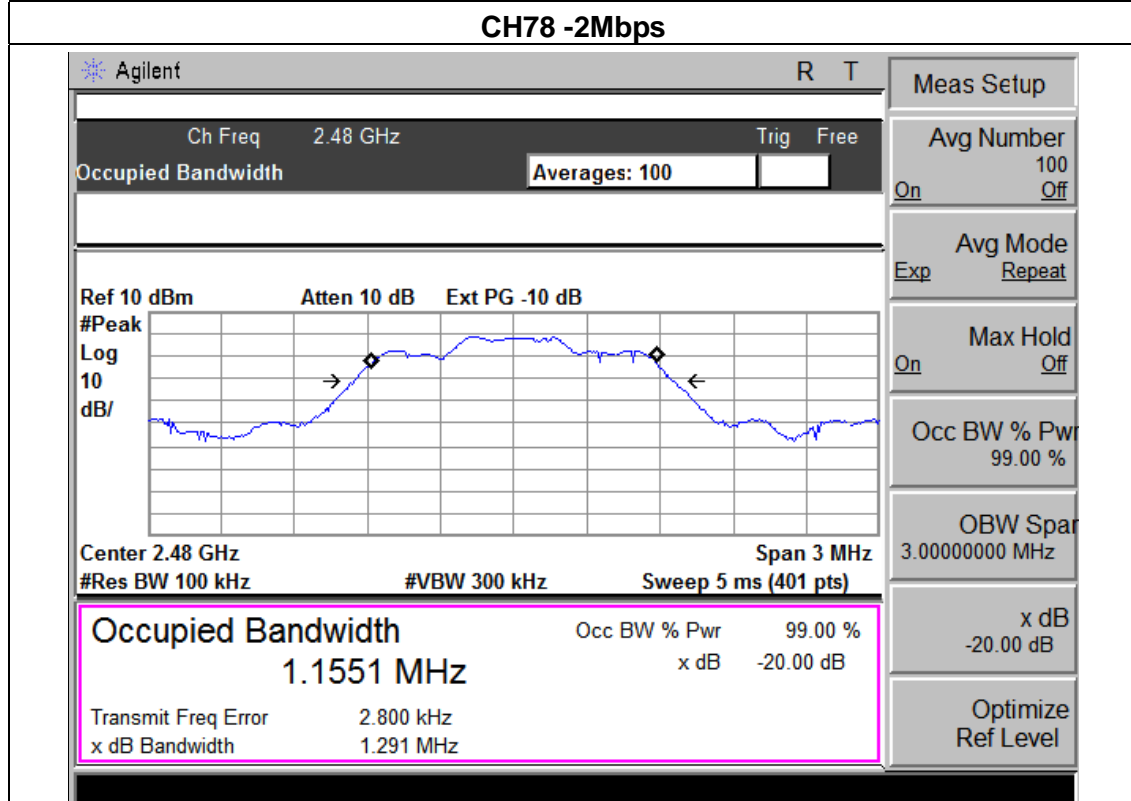 CH78 -2Mbps
Agilent R T
Ch Freq 2.48 GHz Trig Free
Occupied Bandwidth Averages: 100
Ref 10 dBm Atten 10 dB Ext PG -10 dB
#Peak
Log
10
dB/
Center 2.48 GHz Span 3 MHz
#Res BW 100 kHz #VBW 300 kHz Sweep 5 ms (401 pts)
Occupied Bandwidth Occ BW % Pwr 99.00 %
1.1551 MHz x dB -20.00 dB
Transmit Freq Error 2.800 kHz
x dB Bandwidth 1.291 MHz
Meas Setup
Avg Number
100
On Off
Avg Mode
Exp Repeat
Max Hold
On Off
Occ BW % Pwr
99.00 %
OBW Span
3.00000000 MHz
x dB
-20.00 dB
Optimize
Ref Level